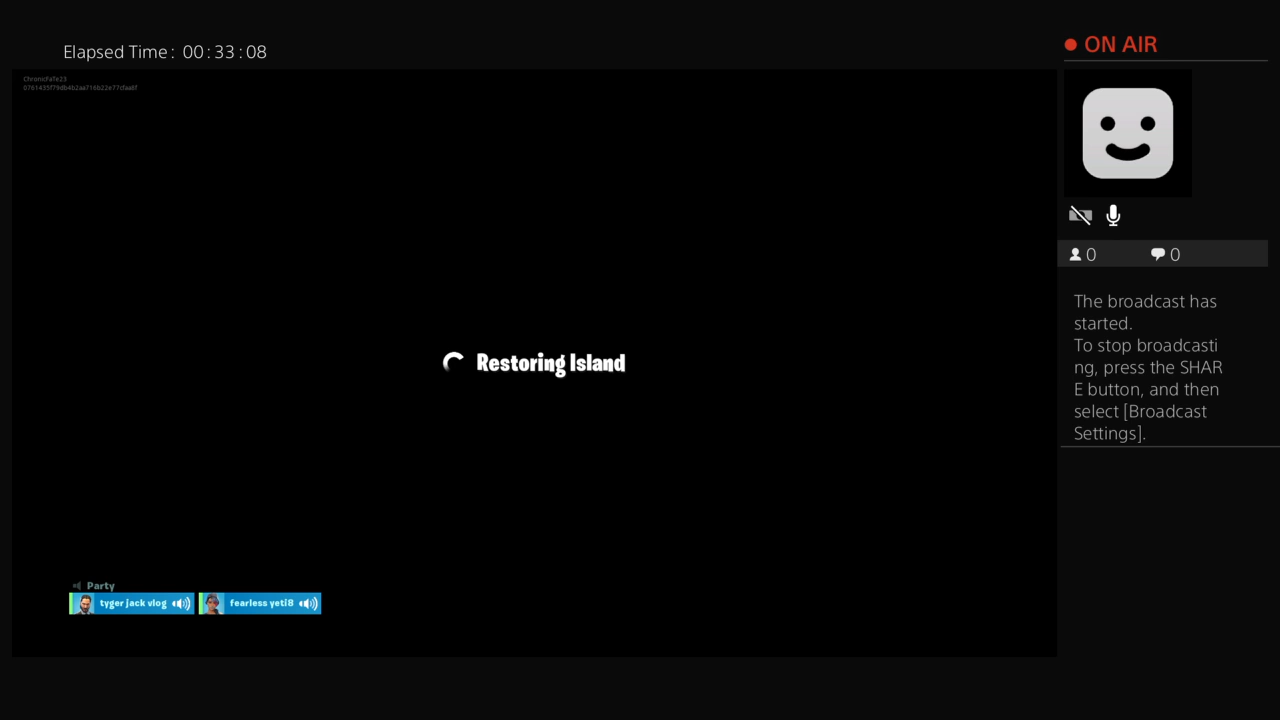 Elapsed Time: 00:33:08
ON AIR
ChronicFaTe23
Restoring Island
0
0
The broadcast has
started.
To stop broadcasti
ng, press the SHAR
E button, and then
select [Broadcast
Settings].
Party
tyger jack vlog
fearless yeti8